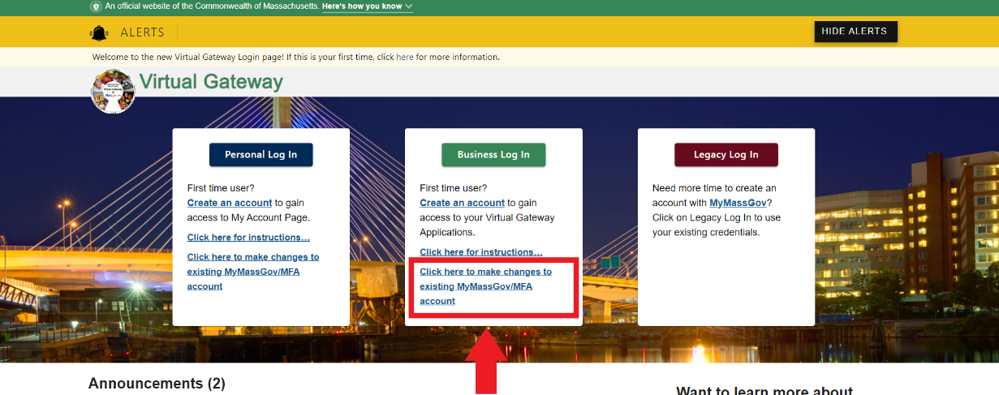 An official website of the Commonwealth of Massachusetts. Here's how you know
ALERTS
HIDE ALERTS
Welcome to the new Virtual Gateway Login page! If this is your first time, click here for more information.
Virtual Gateway
Personal Log In
First time user?
Create an account to gain
access to My Account Page.
Click here for instructions...
Click here to make changes to
existing MyMassGov/MFA
account
Business Log In
First time user?
Create an account to gain
access to your Virtual Gateway
Applications.
Click here for instructions...
Click here to make changes to
existing MyMassGov/MFA
account
Legacy Log In
Need more time to create an
account with MyMassGov?
Click on Legacy Log In to use
your existing credentials.
Announcements (2)
Want to learn more about